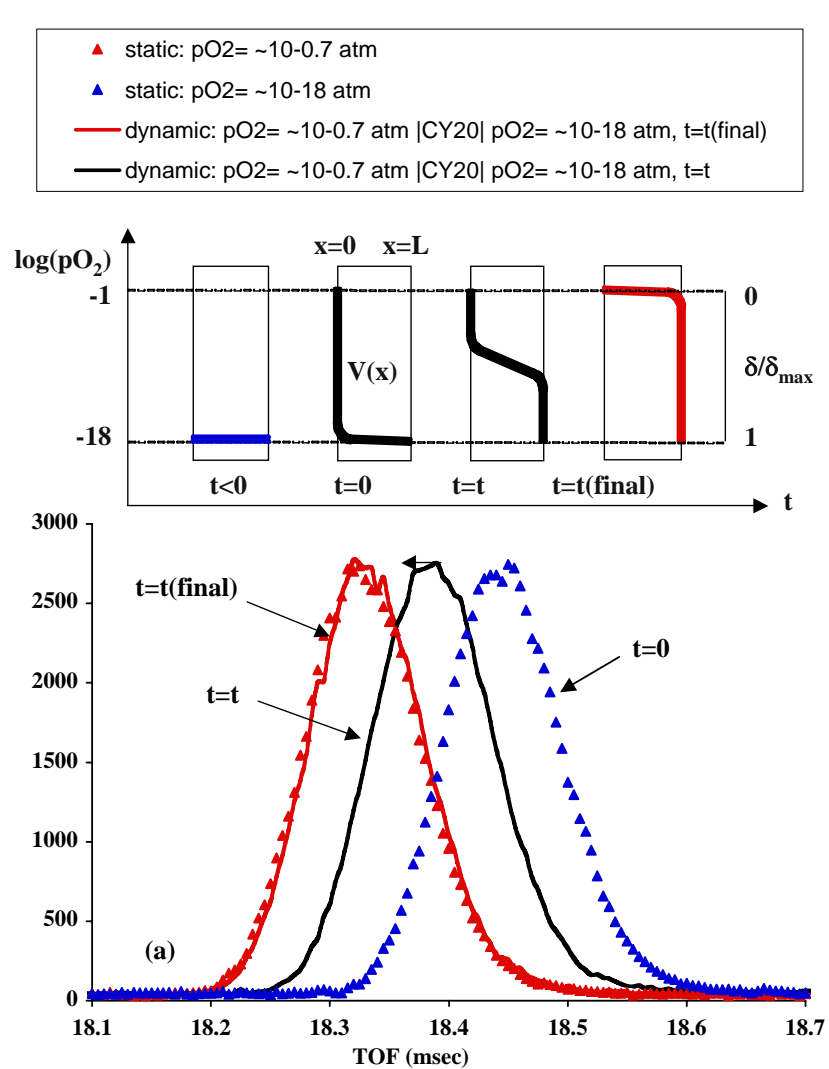 static: pO2= ~10-0.7 atm
static: pO2= ~10-18 atm
dynamic: pO2= ~10-0.7 atm |CY20| pO2= ~10-18 atm, t=t(final)
dynamic: pO2= ~10-0.7 atm |CY20| pO2= ~10-18 atm, t=t
x=0 x=L
log(pO₂)
-1 0
V(x) δ/δmax
-18 1
t<0 t=0 t=t t=t(final)
t
3000
t=t(final)
2500
t=0
t=t
2000
1500
1000
500
(a)
0
18.1 18.2 18.3 18.4 18.5 18.6 18.7
TOF (msec)